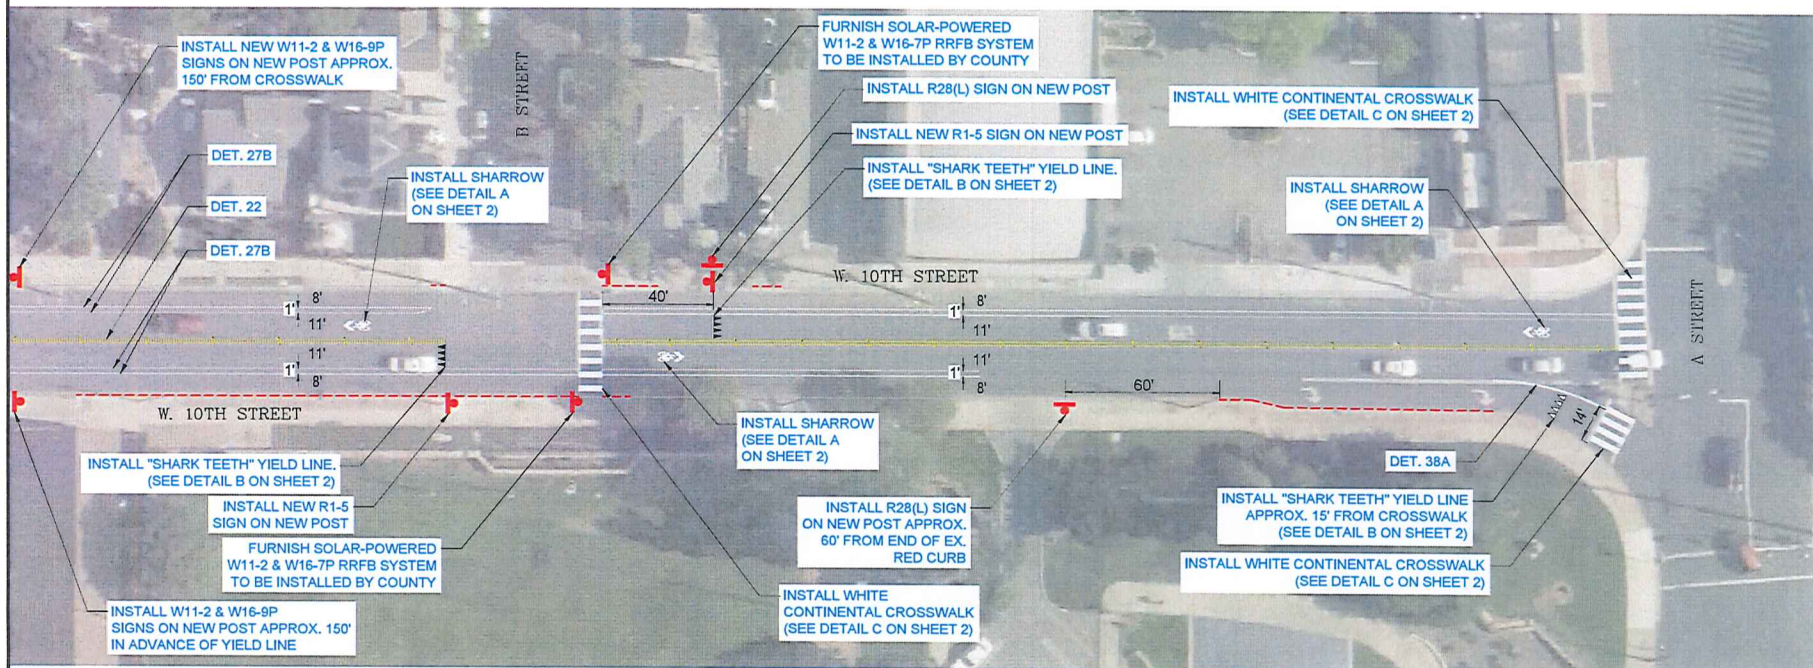 INSTALL NEW W11-2 & W16-9P
SIGNS ON NEW POST APPROX.
150' FROM CROSSWALK
B STREET
FURNISH SOLAR-POWERED
W11-2 & W16-7P RRFB SYSTEM
TO BE INSTALLED BY COUNTY
INSTALL R28(L) SIGN ON NEW POST
INSTALL NEW R1-5 SIGN ON NEW POST
INSTALL "SHARK TEETH" YIELD LINE.
(SEE DETAIL B ON SHEET 2)
INSTALL WHITE CONTINENTAL CROSSWALK
(SEE DETAIL C ON SHEET 2)
DET. 27B
DET. 22
DET. 27B
INSTALL SHARROW
(SEE DETAIL A
ON SHEET 2)
INSTALL SHARROW
(SEE DETAIL A
ON SHEET 2)
W. 10TH STREET
A STREET
8'
1'
11'
11'
1'
8'
40'
8'
1'
11'
11'
1'
8'
60'
14'
W. 10TH STREET
INSTALL "SHARK TEETH" YIELD LINE.
(SEE DETAIL B ON SHEET 2)
INSTALL NEW R1-5
SIGN ON NEW POST
FURNISH SOLAR-POWERED
W11-2 & W16-7P RRFB SYSTEM
TO BE INSTALLED BY COUNTY
INSTALL W11-2 & W16-9P
SIGNS ON NEW POST APPROX. 150'
IN ADVANCE OF YIELD LINE
INSTALL SHARROW
(SEE DETAIL A
ON SHEET 2)
INSTALL R28(L) SIGN
ON NEW POST APPROX.
60' FROM END OF EX.
RED CURB
INSTALL WHITE
CONTINENTAL CROSSWALK
(SEE DETAIL C ON SHEET 2)
DET. 38A
INSTALL "SHARK TEETH" YIELD LINE
APPROX. 15' FROM CROSSWALK
(SEE DETAIL B ON SHEET 2)
INSTALL WHITE CONTINENTAL CROSSWALK
(SEE DETAIL C ON SHEET 2)